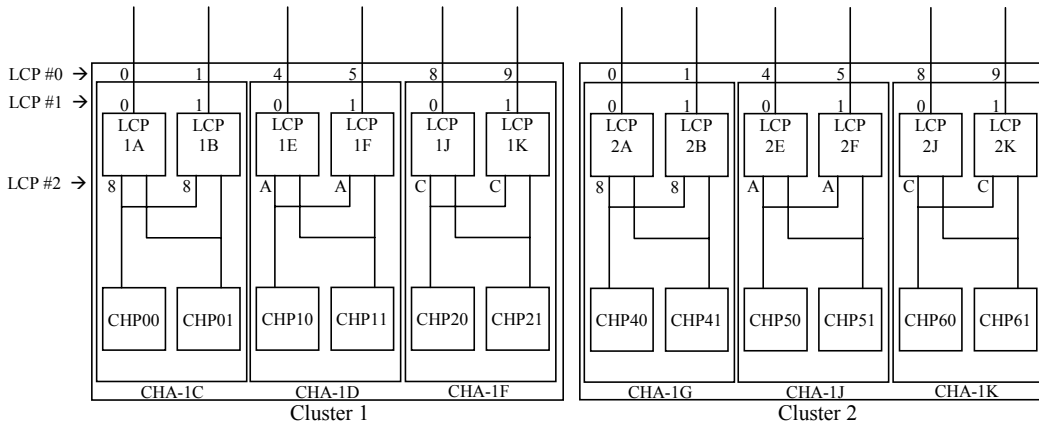 LCP #0 → 0 1 4 5 8 9 0 1 4 5 8 9
LCP #1 → 0 1 0 1 0 1 0 1 0 1 0 1
LCP LCP LCP LCP LCP LCP LCP LCP LCP LCP LCP LCP
1A 1B 1E 1F 1J 1K 2A 2B 2E 2F 2J 2K
LCP #2 → 8 8 A A C C 8 8 A A C C
CHP00 CHP01 CHP10 CHP11 CHP20 CHP21 CHP40 CHP41 CHP50 CHP51 CHP60 CHP61
CHA-1C CHA-1D CHA-1F CHA-1G CHA-1J CHA-1K
Cluster 1 Cluster 2